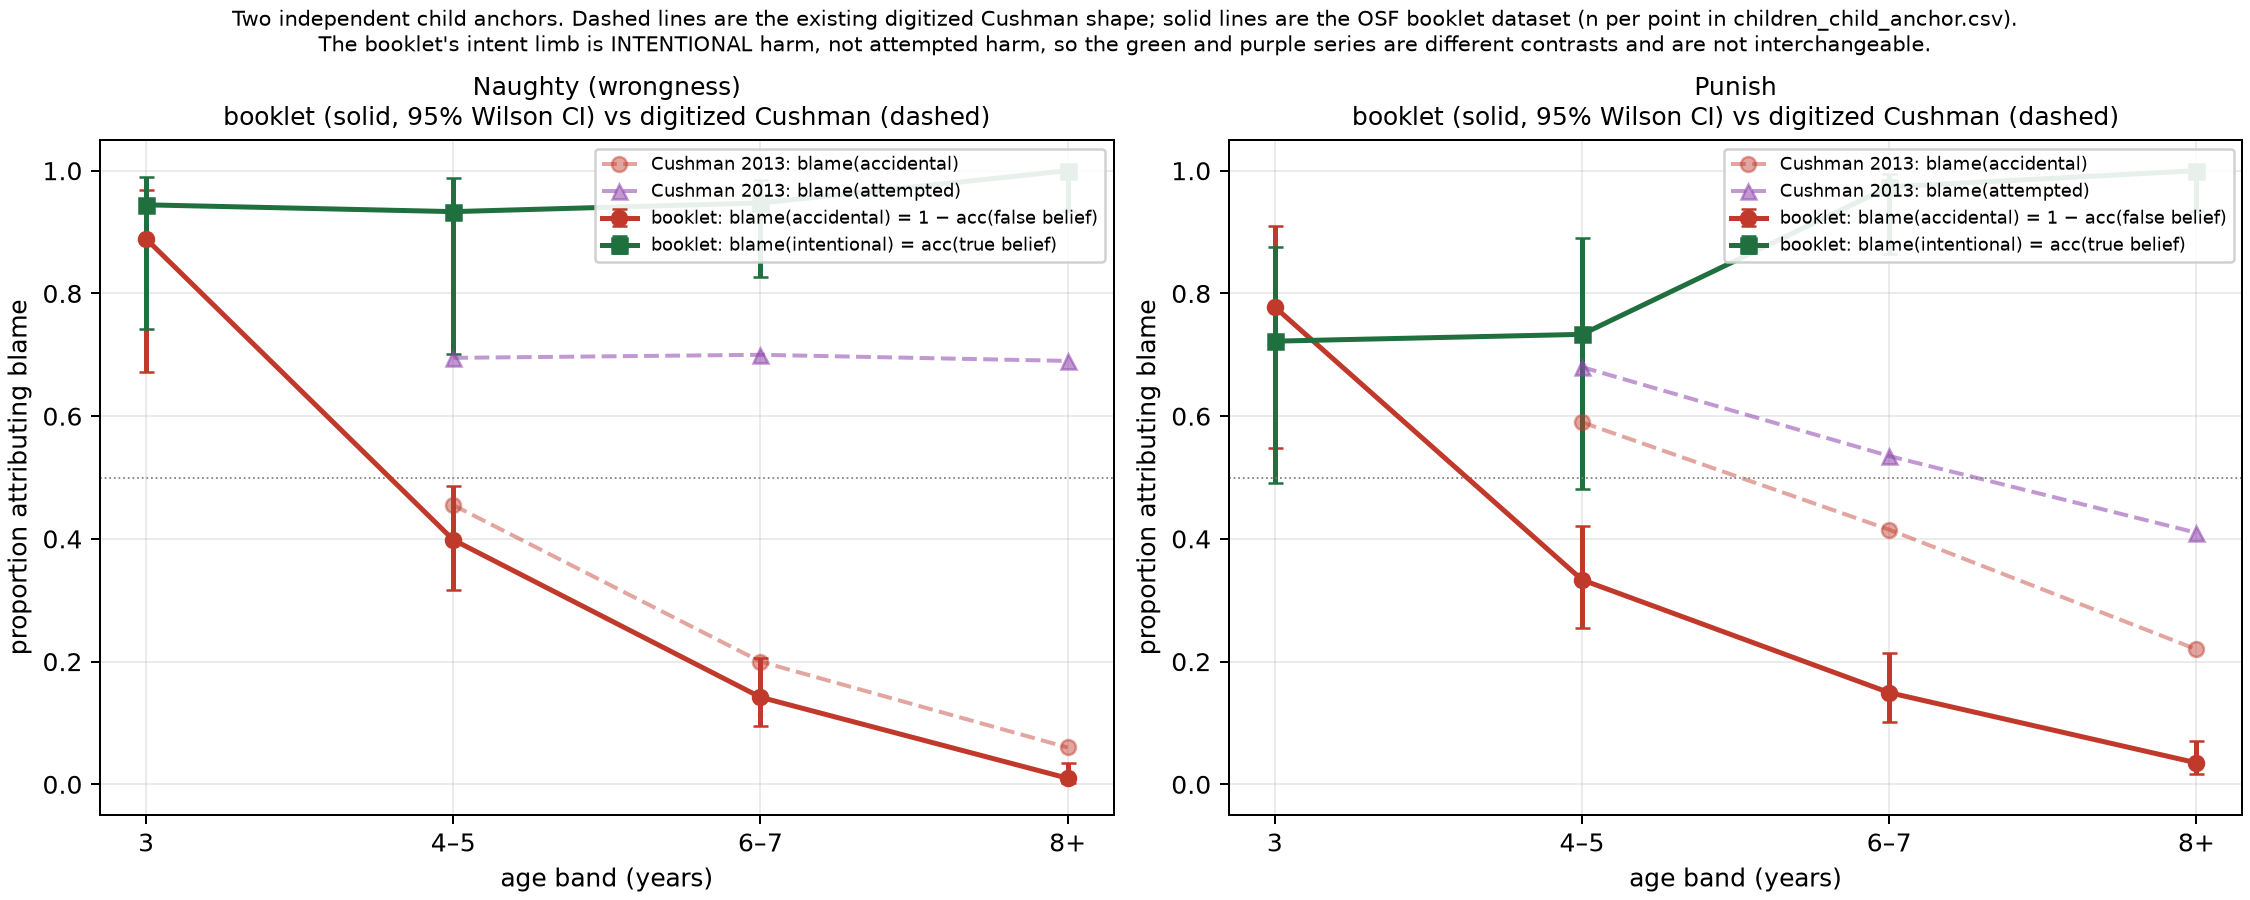 Two independent child anchors. Dashed lines are the existing digitized Cushman shape; solid lines are the OSF booklet dataset (n per point in children_child_anchor.csv).
The booklet's intent limb is INTENTIONAL harm, not attempted harm, so the green and purple series are different contrasts and are not interchangeable.
Naughty (wrongness)
booklet (solid, 95% Wilson CI) vs digitized Cushman (dashed)
proportion attributing blame
1.0
0.8
0.6
0.4
0.2
0.0
Cushman 2013: blame(accidental)
Cushman 2013: blame(attempted)
booklet: blame(accidental) = 1 − acc(false belief)
booklet: blame(intentional) = acc(true belief)
3
4–5
6–7
8+
age band (years)
Punish
booklet (solid, 95% Wilson CI) vs digitized Cushman (dashed)
proportion attributing blame
1.0
0.8
0.6
0.4
0.2
0.0
Cushman 2013: blame(accidental)
Cushman 2013: blame(attempted)
booklet: blame(accidental) = 1 − acc(false belief)
booklet: blame(intentional) = acc(true belief)
3
4–5
6–7
8+
age band (years)